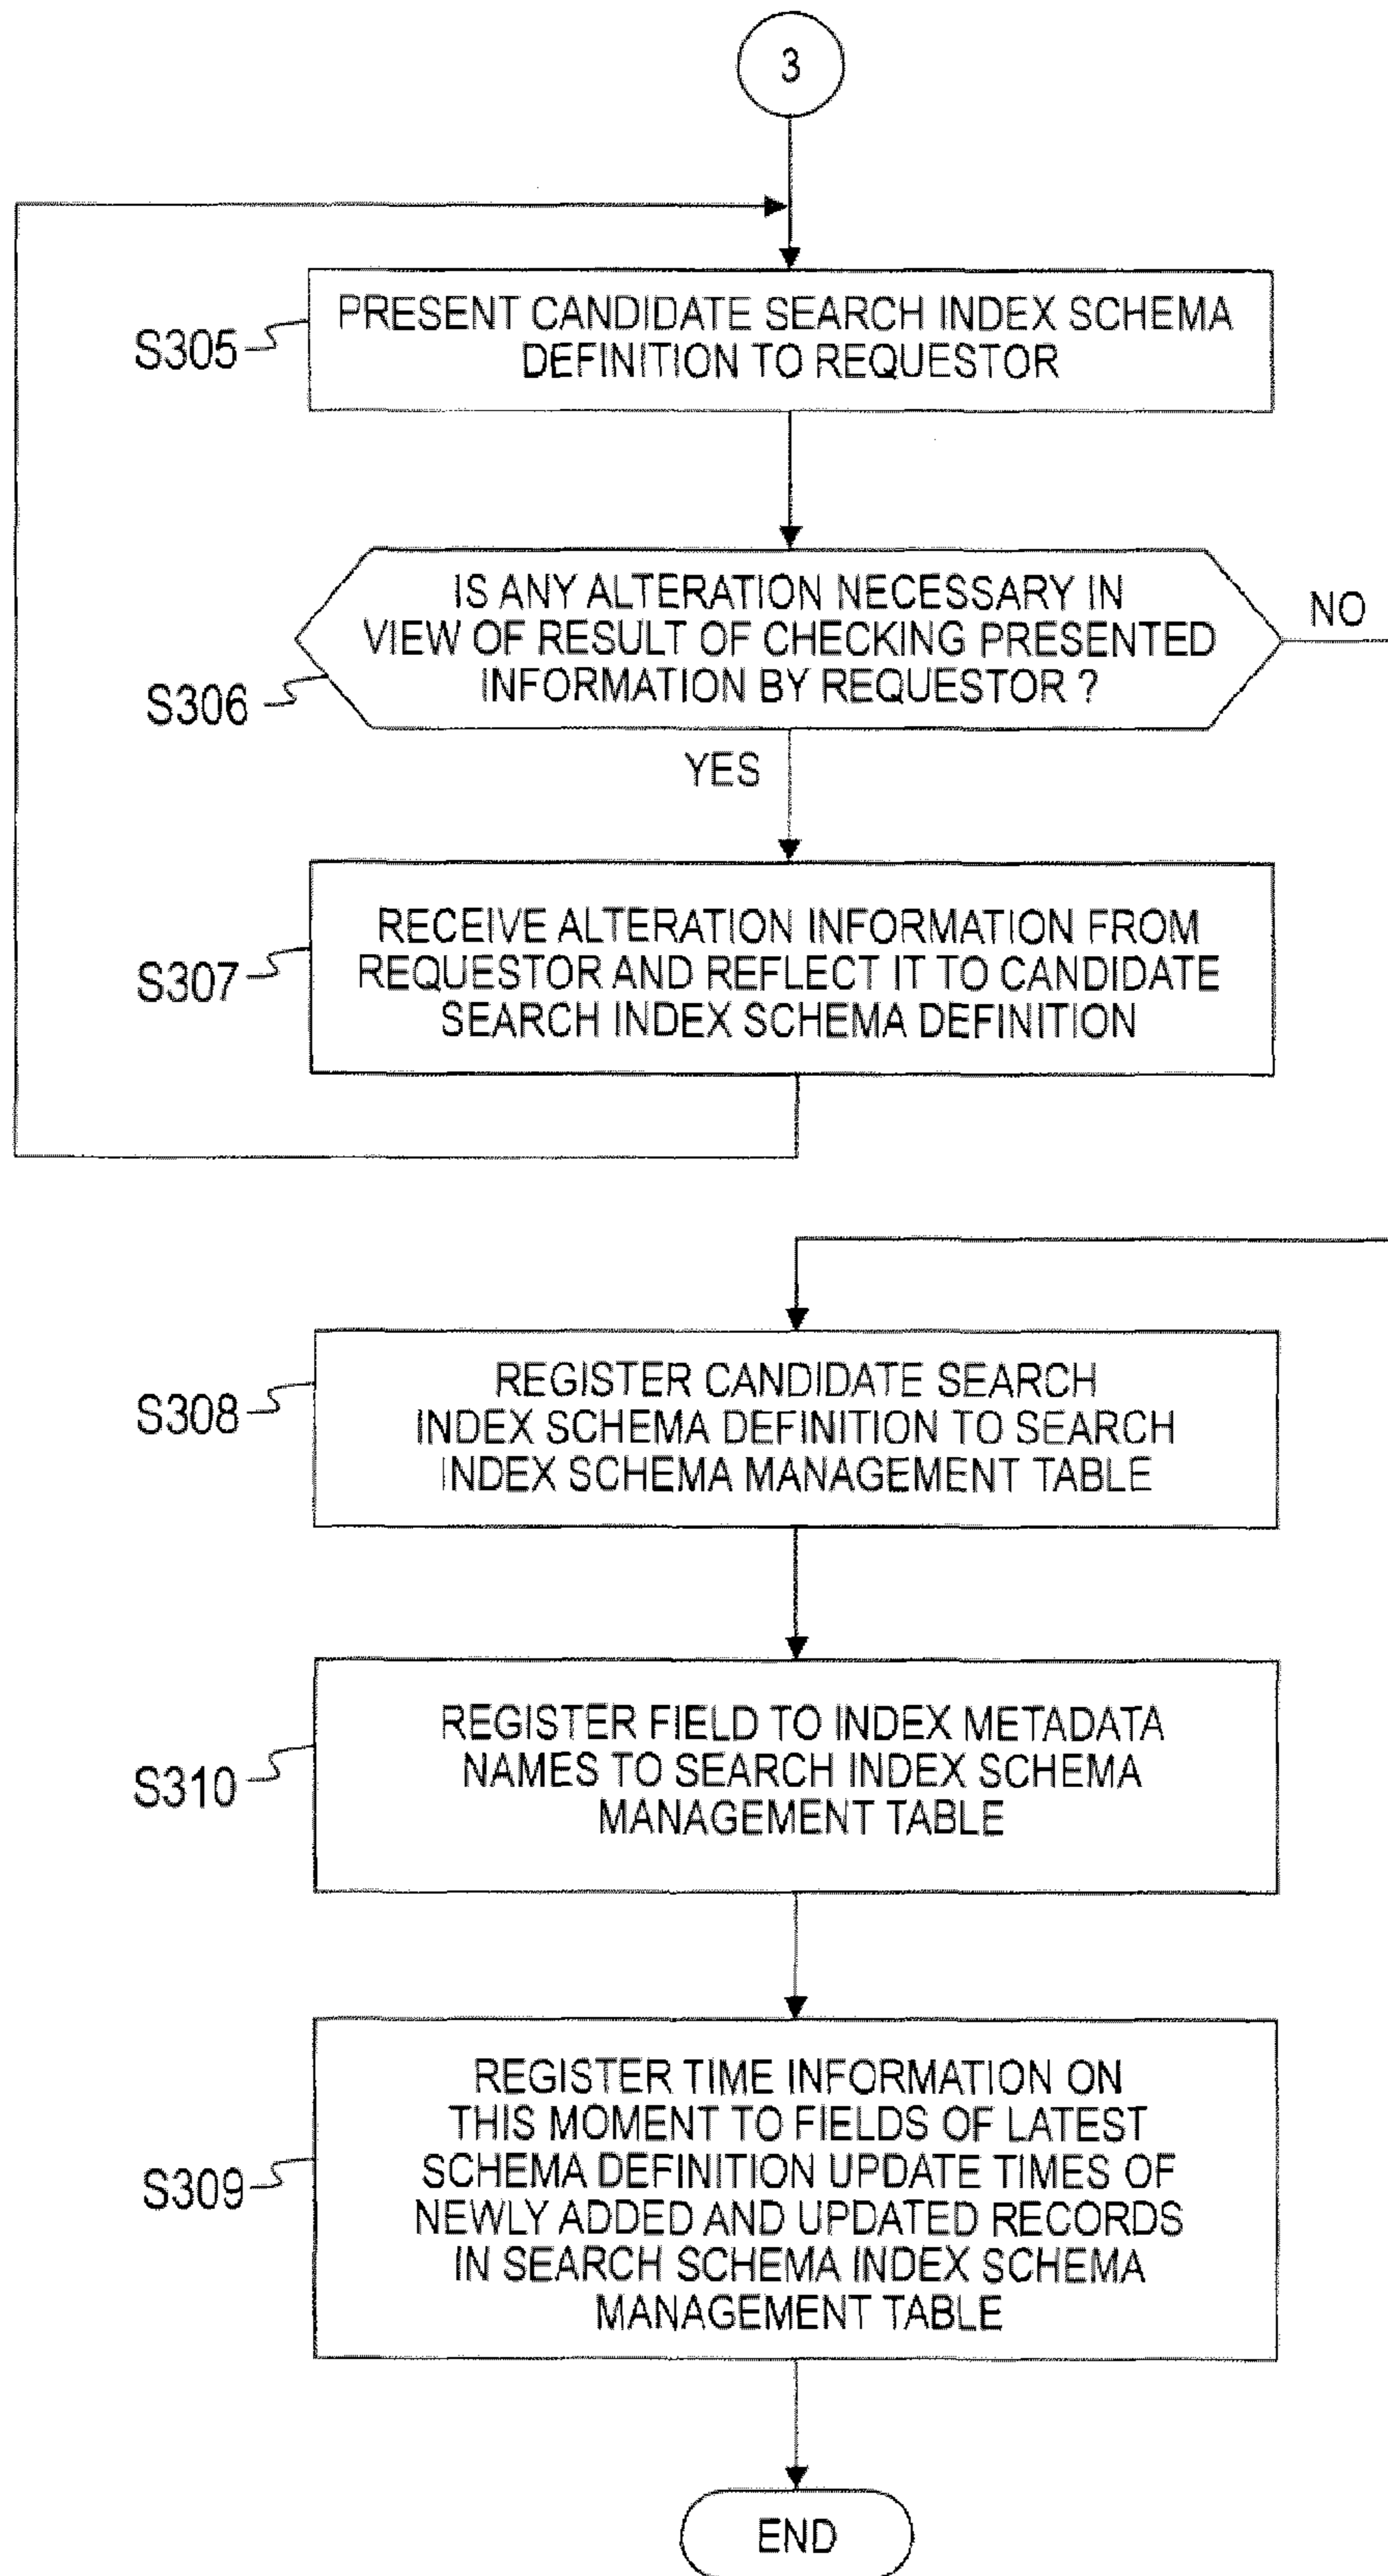 3
PRESENT CANDIDATE SEARCH INDEX SCHEMA
DEFINITION TO REQUESTOR
S305
IS ANY ALTERATION NECESSARY IN
VIEW OF RESULT OF CHECKING PRESENTED
INFORMATION BY REQUESTOR ?
NO
S306
YES
RECEIVE ALTERATION INFORMATION FROM
REQUESTOR AND REFLECT IT TO CANDIDATE
SEARCH INDEX SCHEMA DEFINITION
S307
REGISTER CANDIDATE SEARCH
INDEX SCHEMA DEFINITION TO SEARCH
INDEX SCHEMA MANAGEMENT TABLE
S308
REGISTER FIELD TO INDEX METADATA
NAMES TO SEARCH INDEX SCHEMA
MANAGEMENT TABLE
S310
REGISTER TIME INFORMATION ON
THIS MOMENT TO FIELDS OF LATEST
SCHEMA DEFINITION UPDATE TIMES OF
NEWLY ADDED AND UPDATED RECORDS
IN SEARCH SCHEMA INDEX SCHEMA
MANAGEMENT TABLE
S309
END